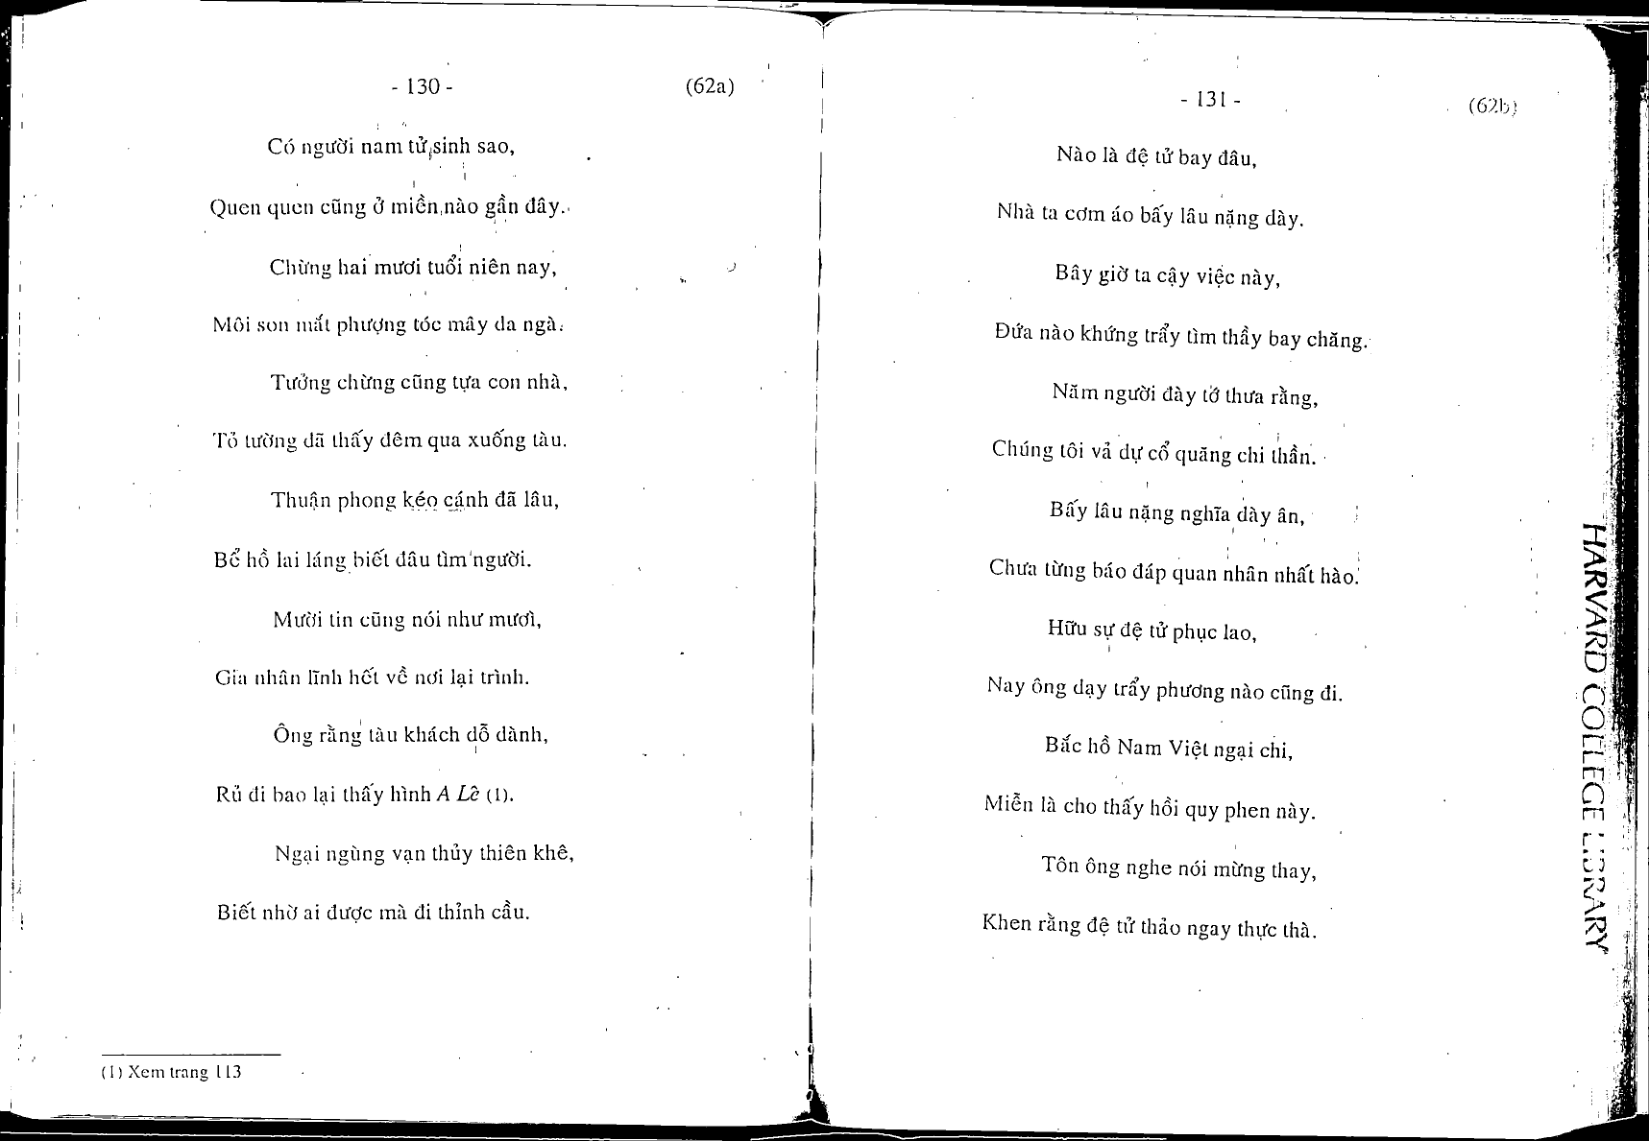 - 130 -
(62a)
Có người nam tử sinh sao,
Quen quen cũng ở miền nào gần đây.
Chừng hai mươi tuổi niên nay,
Môi son mắt phượng tóc mây da ngà.
Tưởng chừng cũng tựa con nhà,
Tỏ tường đã thấy đêm qua xuống tàu.
Thuận phong kéo cánh đã lâu,
Bể hồ lai láng biết đâu tìm người.
Mười tin cũng nói như mươì,
Gia nhân lĩnh hết về nơi lại trình.
Ông rằng tàu khách dỗ dành,
Rủ đi bao lại thấy hình A Lê (1).
Ngại ngùng vạn thủy thiên khê,
Biết nhờ ai được mà đi thỉnh cầu.
(1) Xem trang 113
- 131 -
(62b)
Nào là đệ tử bay đâu,
Nhà ta cơm áo bấy lâu nặng dày.
Bây giờ ta cậy việc này,
Đứa nào khứng trẩy tìm thầy bay chăng.
Năm người đày tớ thưa rằng,
Chúng tôi vả dự cổ quăng chi thần.
Bấy lâu nặng nghĩa dày ân,
Chưa từng báo đáp quan nhân nhất hào.
Hữu sự đệ tử phục lao,
Nay ông dạy trẩy phương nào cũng đi.
Bắc hồ Nam Việt ngại chi,
Miễn là cho thấy hồi quy phen này.
Tôn ông nghe nói mừng thay,
Khen rằng đệ tử thảo ngay thực thà.
HARVARD COLLEGE LIBRARY